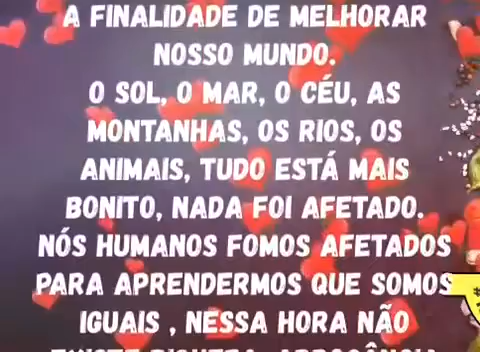 A FINALIDADE DE MELHORAR
NOSSO MUNDO.
O SOL, O MAR, O CÉU, AS
MONTANHAS, OS RIOS, OS
ANIMAIS, TUDO ESTÁ MAIS
BONITO, NADA FOI AFETADO.
NÓS HUMANOS FOMOS AFETADOS
PARA APRENDERMOS QUE SOMOS
IGUAIS , NESSA HORA NÃO